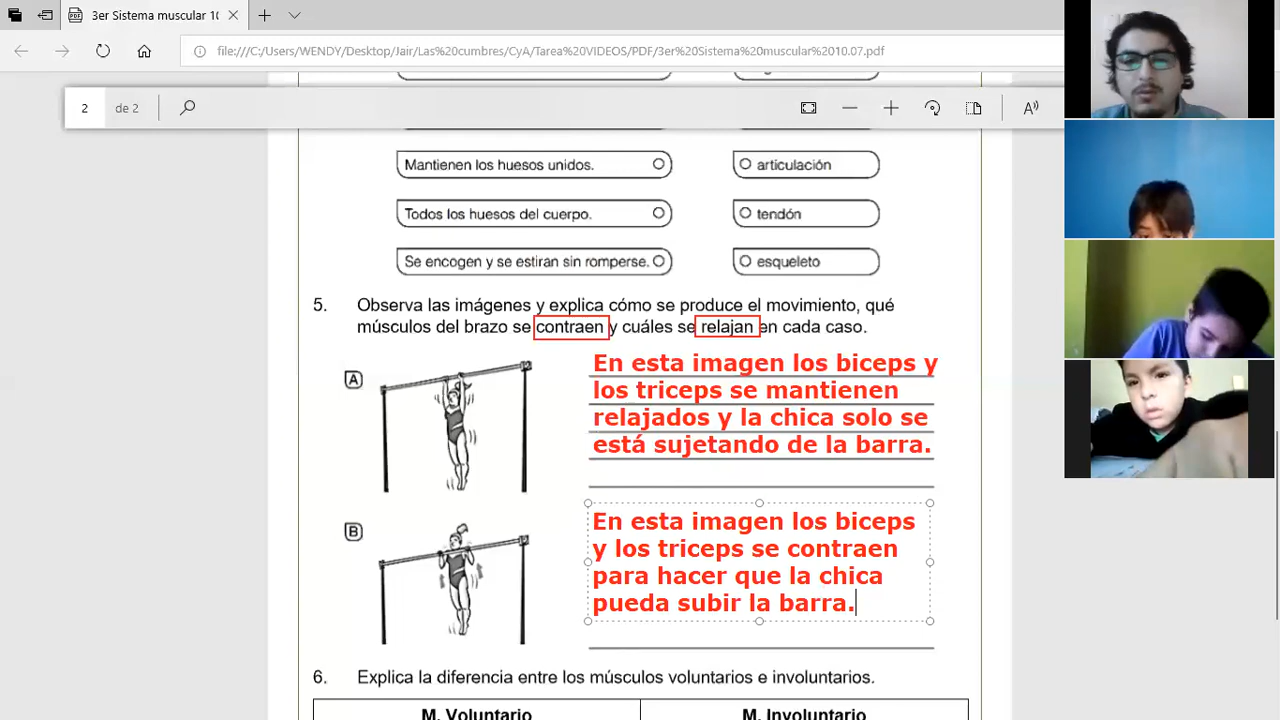 3er Sistema muscular 10
file:///C:/Users/WENDY/Desktop/Jair/Las%20cumbres/CyA/Tarea%20VIDEOS/PDF/3er%20Sistema%20muscular%2010.07.pdf
2 de 2
Mantienen los huesos unidos. articulación
Todos los huesos del cuerpo. tendón
Se encogen y se estiran sin romperse. esqueleto
5. Observa las imágenes y explica cómo se produce el movimiento, qué
músculos del brazo se contraen y cuáles se relajan en cada caso.
A
En esta imagen los biceps y
los triceps se mantienen
relajados y la chica solo se
está sujetando de la barra.
B
En esta imagen los biceps
y los triceps se contraen
para hacer que la chica
pueda subir la barra.
6. Explica la diferencia entre los músculos voluntarios e involuntarios.
M. Voluntario M. Involuntario